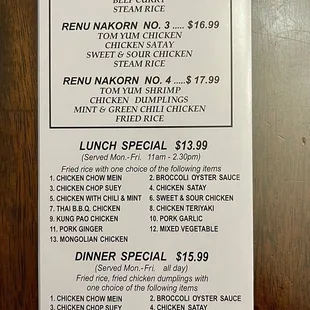 BEEF CURRY
STEAM RICE
RENU NAKORN NO. 3 ..... $16.99
TOM YUM CHICKEN
CHICKEN SATAY
SWEET & SOUR CHICKEN
STEAM RICE
RENU NAKORN NO. 4 .....$ 17.99
TOM YUM SHRIMP
CHICKEN DUMPLINGS
MINT & GREEN CHILI CHICKEN
FRIED RICE
LUNCH SPECIAL $13.99
(Served Mon.-Fri. 11am - 2.30pm)
Fried rice with one choice of the following items
1. CHICKEN CHOW MEIN 2. BROCCOLI OYSTER SAUCE
3. CHICKEN CHOP SUEY 4. CHICKEN SATAY
5. CHICKEN WITH CHILI & MINT 6. SWEET & SOUR CHICKEN
7. THAI B.B.Q. CHICKEN 8. CHICKEN TERIYAKI
9. KUNG PAO CHICKEN 10. PORK GARLIC
11. PORK GINGER 12. MIXED VEGETABLE
13. MONGOLIAN CHICKEN
DINNER SPECIAL $15.99
(Served Mon.-Fri. all day)
Fried rice, fried chicken dumplings with
one choice of the following items
1. CHICKEN CHOW MEIN 2. BROCCOLI OYSTER SAUCE
3. CHICKEN CHOP SUEY 4. CHICKEN SATAY